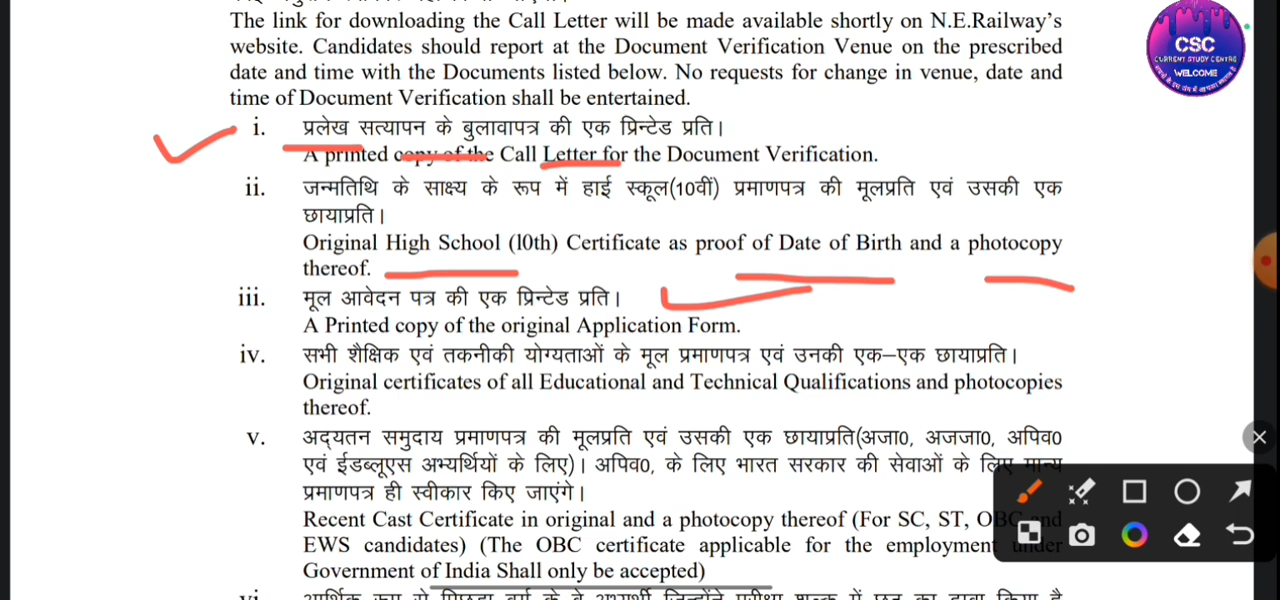 The link for downloading the Call Letter will be made available shortly on N.E.Railway's
website. Candidates should report at the Document Verification Venue on the prescribed
date and time with the Documents listed below. No requests for change in venue, date and
time of Document Verification shall be entertained.
i. प्रलेख सत्यापन के बुलावापत्र की एक प्रिन्टेड प्रति।
A printed copy of the Call Letter for the Document Verification.
ii. जन्मतिथि के साक्ष्य के रूप में हाई स्कूल(10वीं) प्रमाणपत्र की मूलप्रति एवं उसकी एक
छायाप्रति।
Original High School (l0th) Certificate as proof of Date of Birth and a photocopy
thereof.
iii. मूल आवेदन पत्र की एक प्रिन्टेड प्रति।
A Printed copy of the original Application Form.
iv. सभी शैक्षिक एवं तकनीकी योग्यताओं के मूल प्रमाणपत्र एवं उनकी एक–एक छायाप्रति।
Original certificates of all Educational and Technical Qualifications and photocopies
thereof.
v. अद्यतन समुदाय प्रमाणपत्र की मूलप्रति एवं उसकी एक छायाप्रति(अजा0, अजजा0, अपिव0
एवं ईडब्लूएस अभ्यर्थियों के लिए)। अपिव0, के लिए भारत सरकार की सेवाओं के लिए मान्य
प्रमाणपत्र ही स्वीकार किए जाएंगे।
Recent Cast Certificate in original and a photocopy thereof (For SC, ST, OBC and
EWS candidates) (The OBC certificate applicable for the employment under
Government of India Shall only be accepted)
CSC
CURRENT STUDY CENTRE
WELCOME